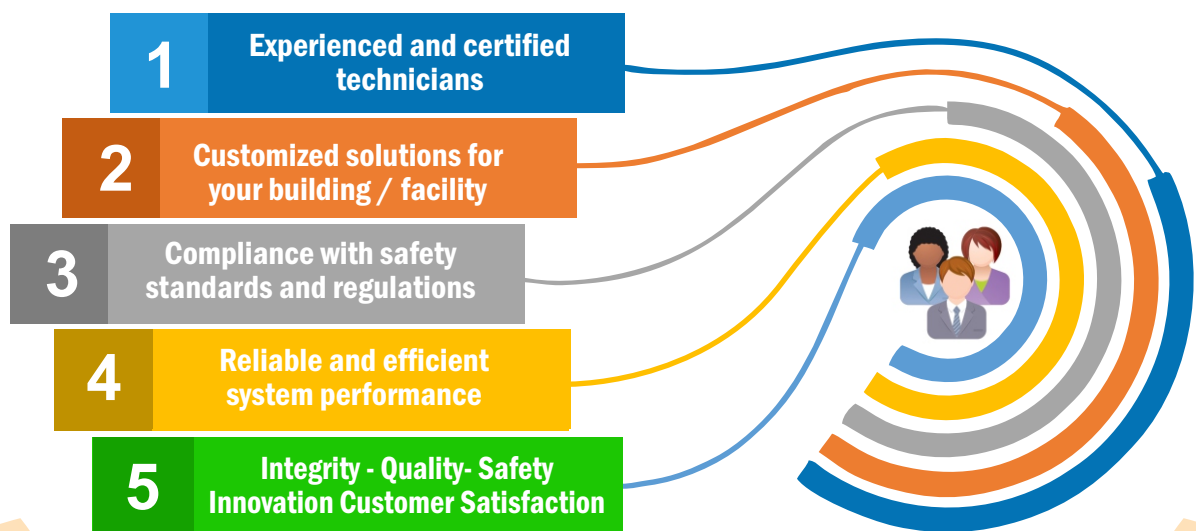 1
Experienced and certified
technicians
2
Customized solutions for
your building / facility
3
Compliance with safety
standards and regulations
4
Reliable and efficient
system performance
5
Integrity - Quality- Safety
Innovation Customer Satisfaction